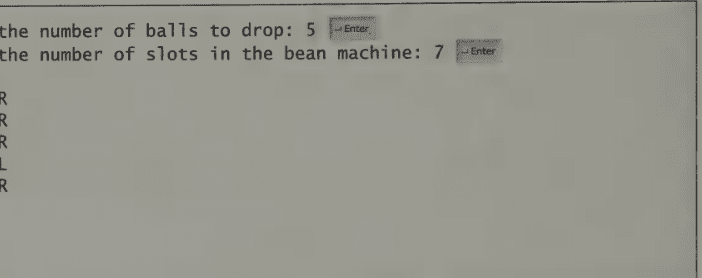 the number of balls to drop: 5 ↵Enter
the number of slots in the bean machine: 7 ↵Enter
R
R
R
L
R